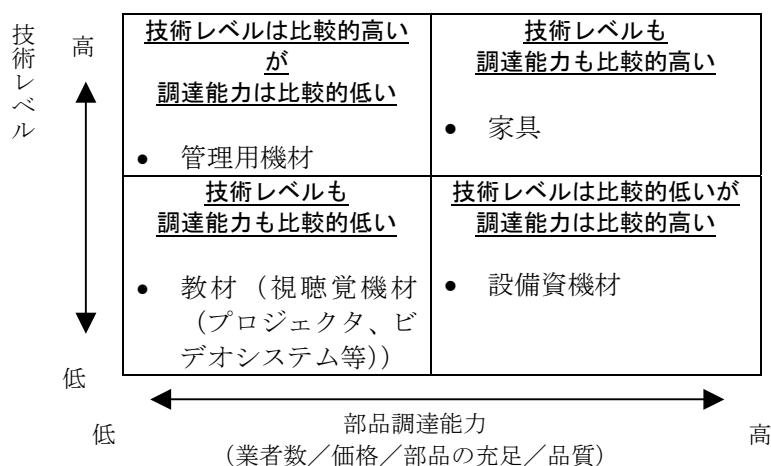 技術レベル
高
技術レベルは比較的高い
が
調達能力は比較的低い
• 管理用機材
技術レベルも
調達能力も比較的高い
• 家具
技術レベルも
調達能力も比較的低い
• 教材（視聴覚機材
（プロジェクタ、ビ
デオシステム等））
技術レベルは比較的低いが
調達能力は比較的高い
• 設備資機材
低
低
部品調達能力
高
（業者数／価格／部品の充足／品質）